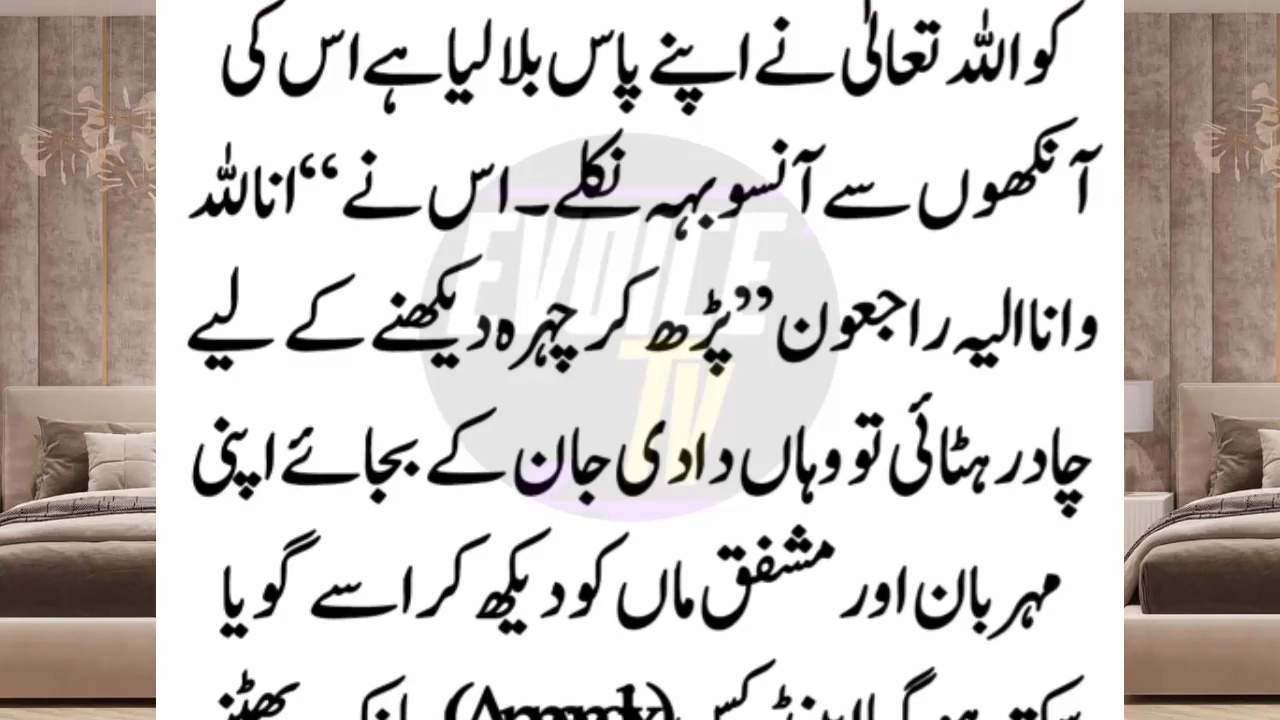 کو اللہ تعالیٰ نے اپنے پاس بلا لیا ہے اس کی
آنکھوں سے آنسو بہہ نکلے۔ اس نے “انا للہ
وانا الیہ راجعون” پڑھ کر چہرہ دیکھنے کے لیے
چادر ہٹائی تو وہاں دادی جان کے بجائے اپنی
مہربان اور مشفق ماں کو دیکھ کر اسے گویا
EVOICE
TV